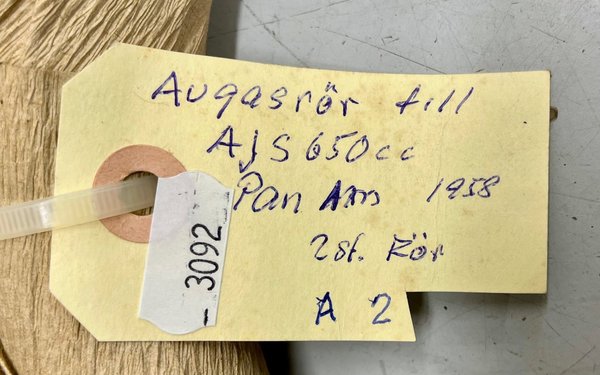 Avgasrör till
AJS 650cc
Pan Am 1958
2st. Rör
A 2
3092